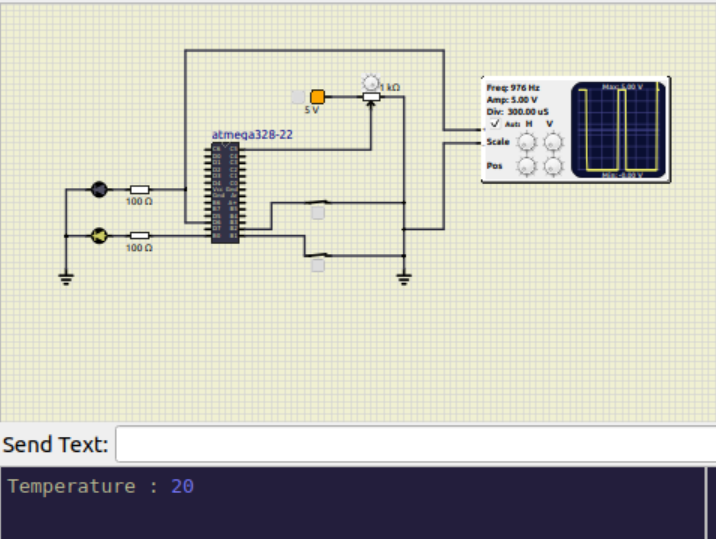 1 kΩ
5 V
atmega328-22
100 Ω
100 Ω
Freq: 976 Hz
Amp: 5.00 V
Div: 300.00 uS
Auto H V
Scale
Pos
Max: 5.00 V
Min: -0.00 V
Send Text:
Temperature : 20